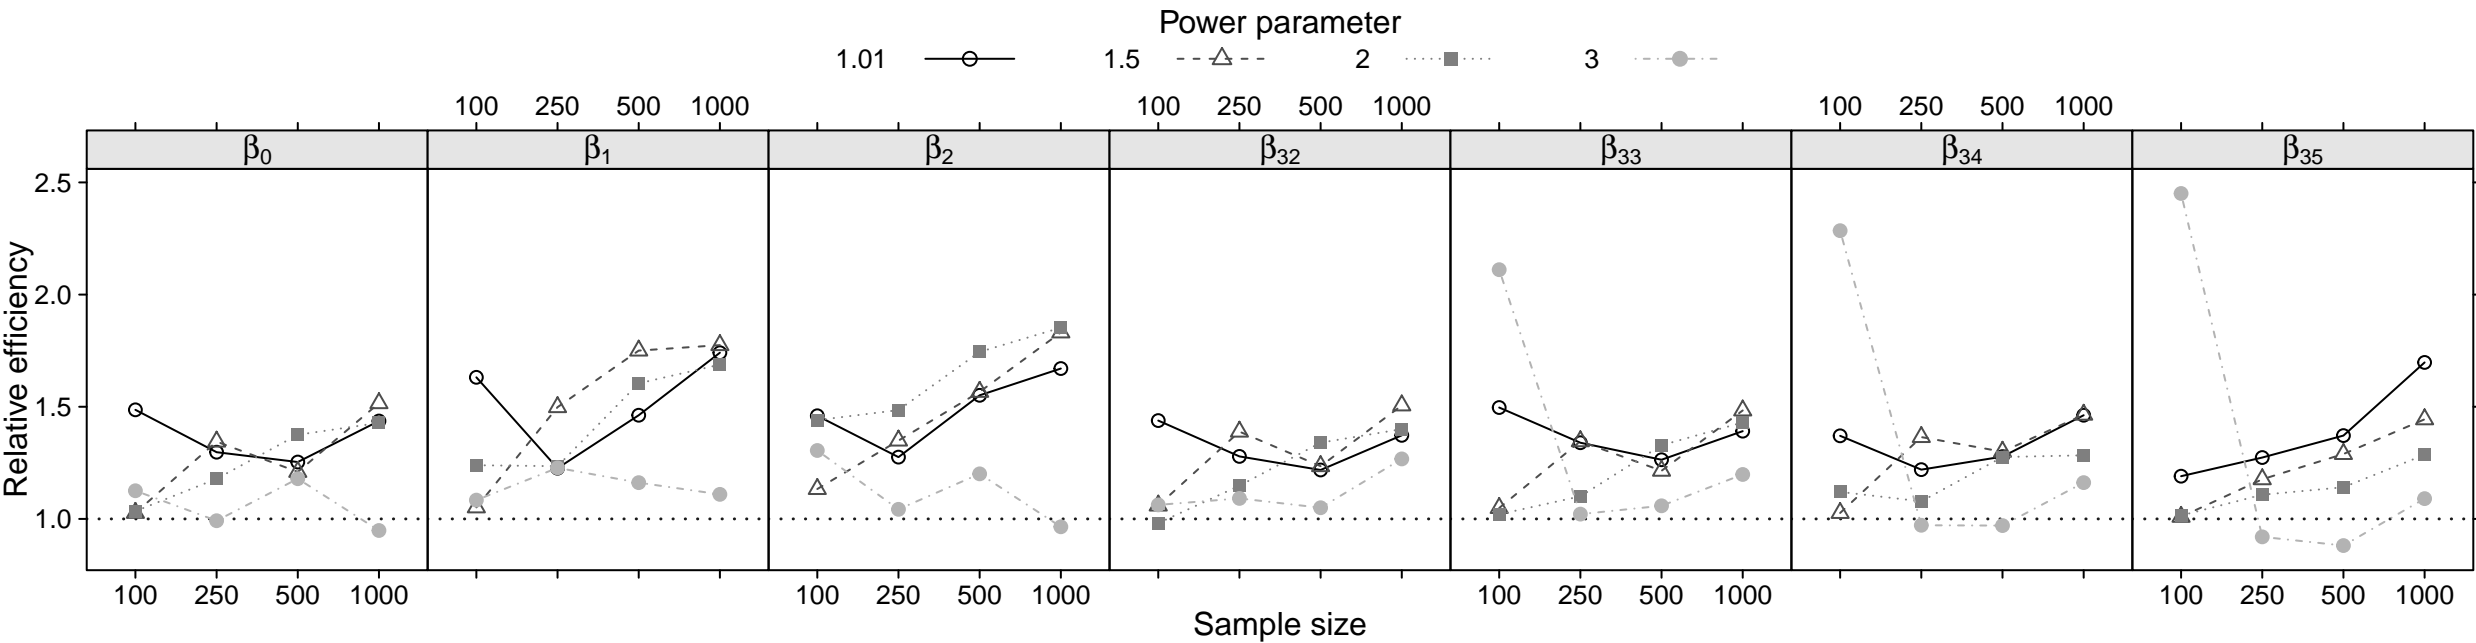 Power parameter
1.01 1.5 2 3
100 250 500 1000 100 250 500 1000 100 250 500 1000
β0 β1 β2 β32 β33 β34 β35
2.5
2.0
1.5
1.0
Relative efficiency
100 250 500 1000 100 250 500 1000 100 250 500 1000 100 250 500 1000
Sample size